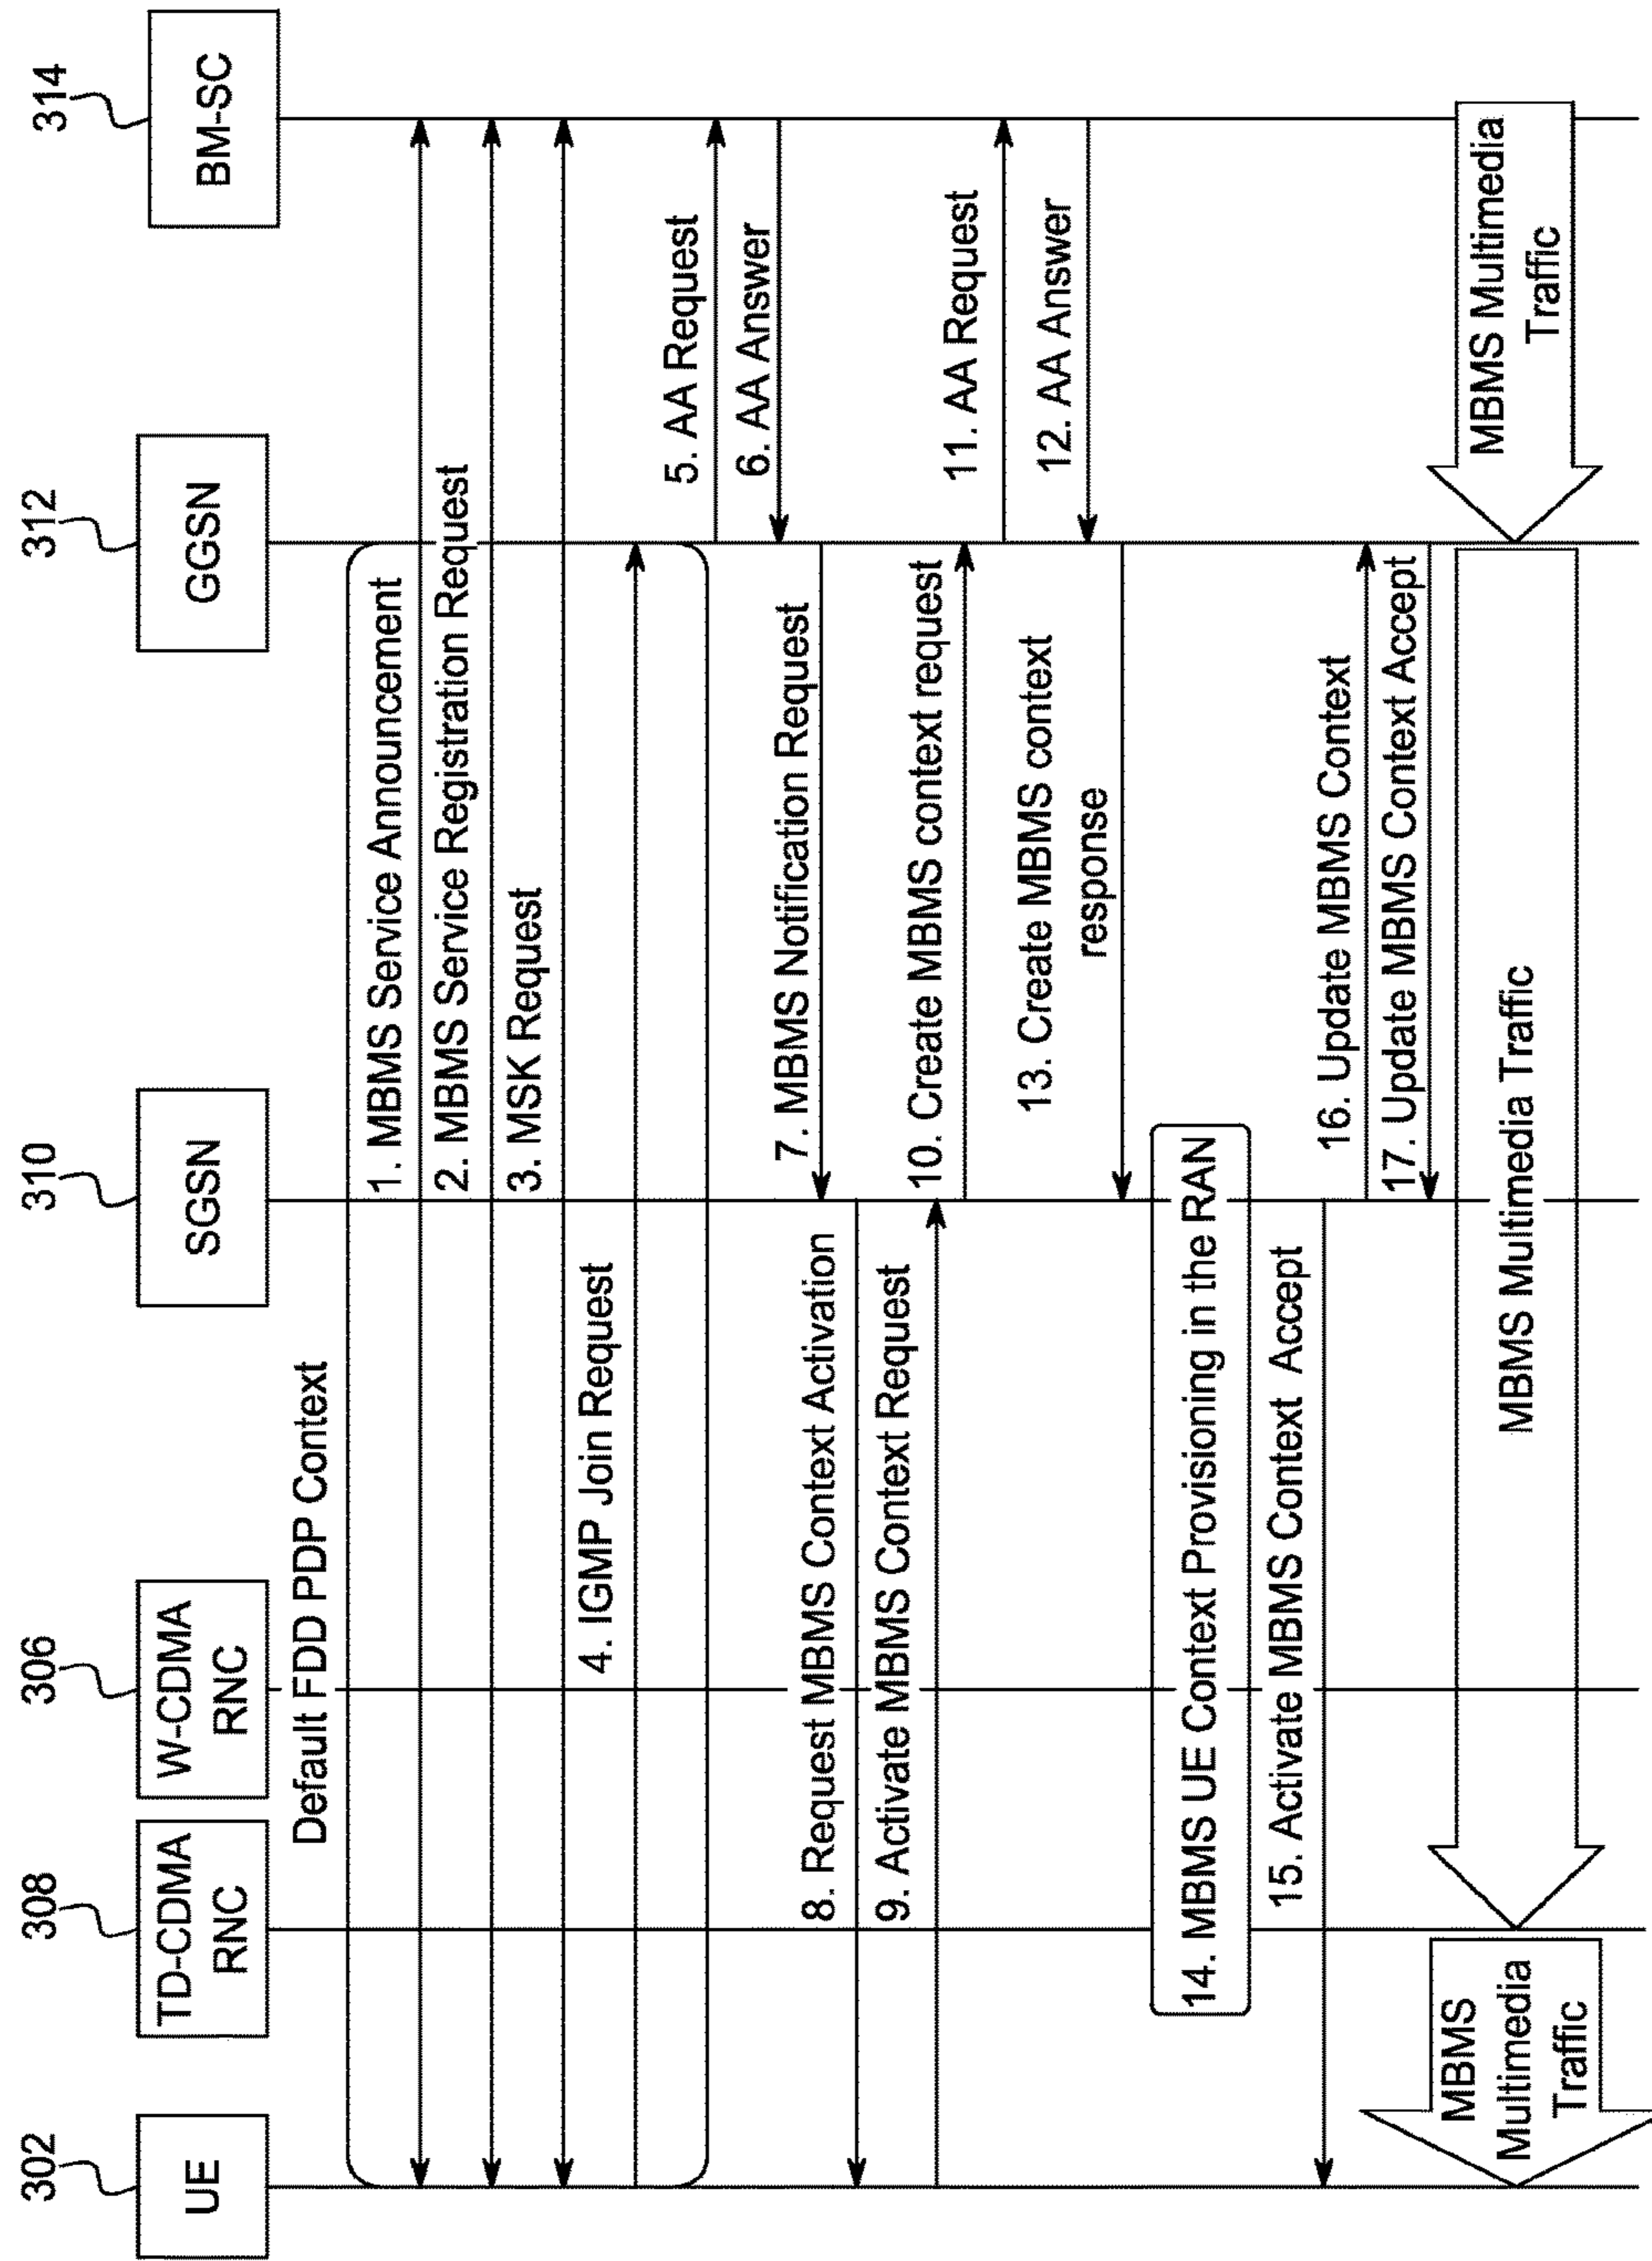 302
308
306
310
312
314
UE
TD-CDMA
RNC
W-CDMA
RNC
SGSN
GGSN
BM-SC
Default FDD PDP Context
1. MBMS Service Announcement
2. MBMS Service Registration Request
3. MSK Request
4. IGMP Join Request
5. AA Request
6. AA Answer
7. MBMS Notification Request
8. Request MBMS Context Activation
9. Activate MBMS Context Request
10. Create MBMS context request
11. AA Request
12. AA Answer
13. Create MBMS context
response
14. MBMS UE Context Provisioning in the RAN
15. Activate MBMS Context Accept
16. Update MBMS Context
17. Update MBMS Context Accept
MBMS
Multimedia
Traffic
MBMS Multimedia Traffic
MBMS Multimedia
Traffic